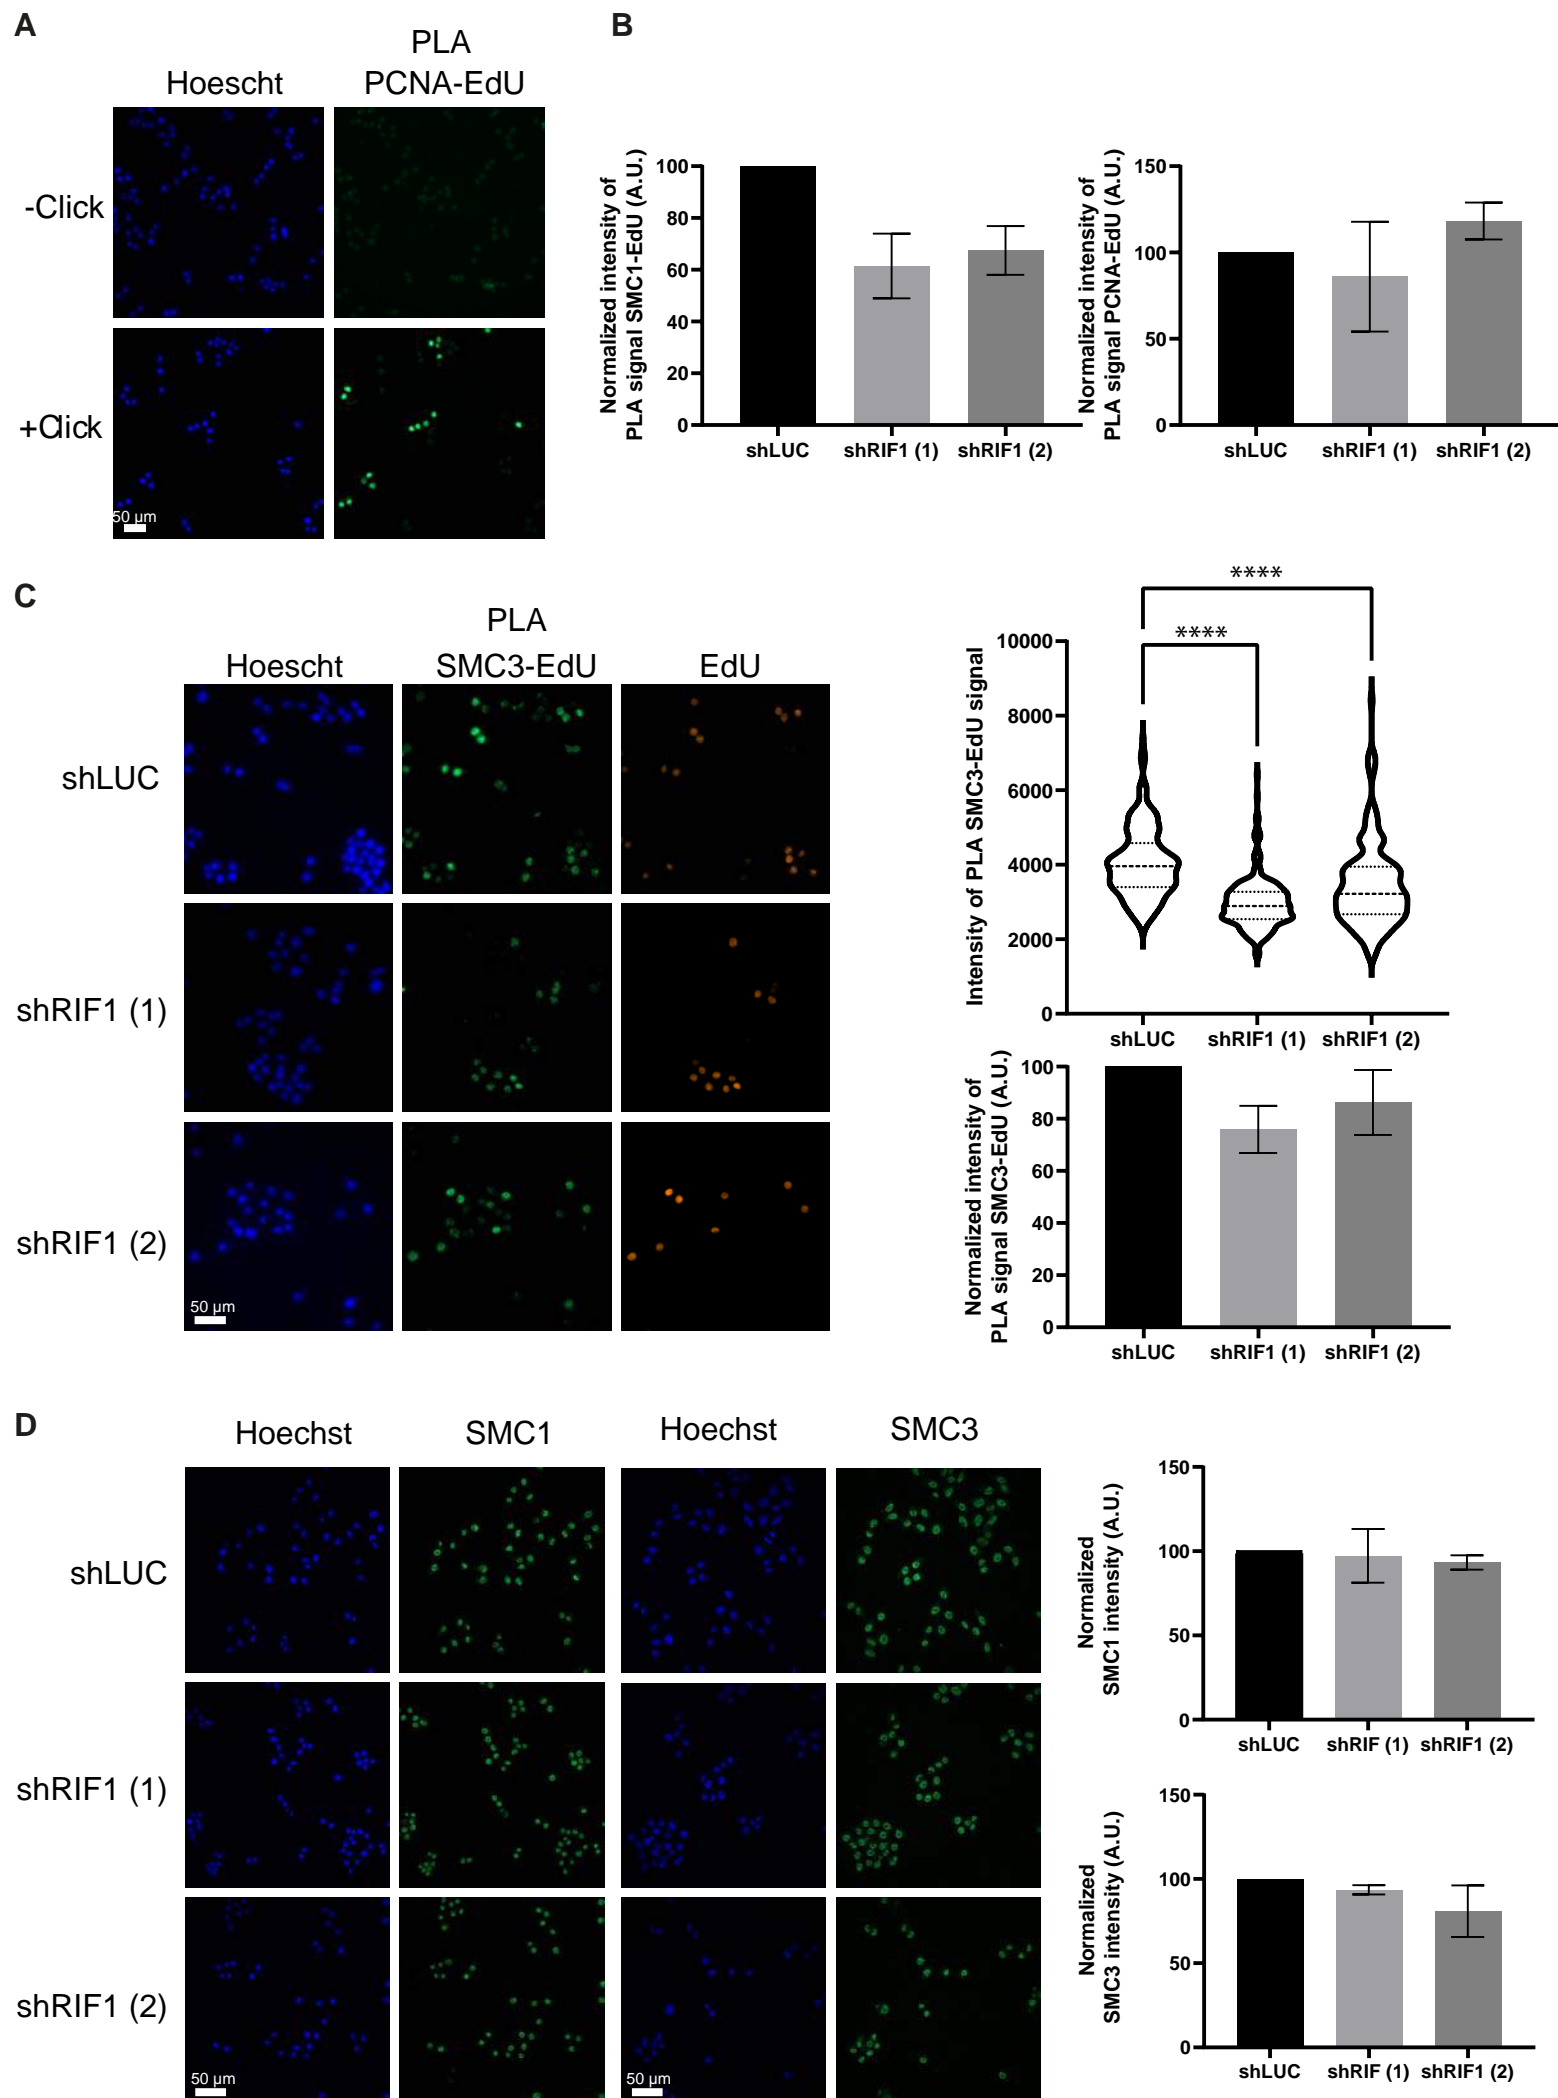 A
PLA
Hoescht PCNA-EdU
-Click
+Click
50 µm
B
Normalized intensity of
PLA signal SMC1-EdU (A.U.)
100
80
60
40
20
0
shLUC shRIF1 (1) shRIF1 (2)
Normalized intensity of
PLA signal PCNA-EdU (A.U.)
150
100
50
0
shLUC shRIF1 (1) shRIF1 (2)
C
PLA
Hoescht SMC3-EdU EdU
shLUC
shRIF1 (1)
shRIF1 (2)
50 µm
****
****
Intensity of PLA SMC3-EdU signal
10000
8000
6000
4000
2000
0
shLUC shRIF1 (1) shRIF1 (2)
Normalized intensity of
PLA signal SMC3-EdU (A.U.)
100
80
60
40
20
0
shLUC shRIF1 (1) shRIF1 (2)
D
Hoechst SMC1 Hoechst SMC3
shLUC
shRIF1 (1)
shRIF1 (2)
50 µm 50 µm
Normalized
SMC1 intensity (A.U.)
150
100
50
0
shLUC shRIF (1) shRIF1 (2)
Normalized
SMC3 intensity (A.U.)
150
100
50
0
shLUC shRIF (1) shRIF1 (2)